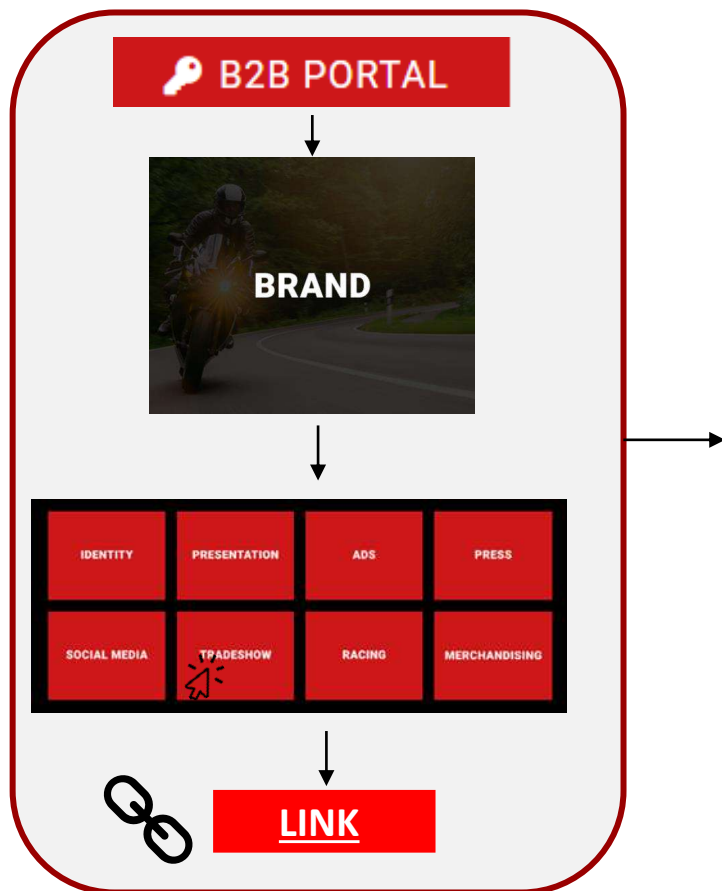 B2B PORTAL
BRAND
IDENTITY PRESENTATION ADS PRESS
SOCIAL MEDIA TRADESHOW RACING MERCHANDISING
LINK